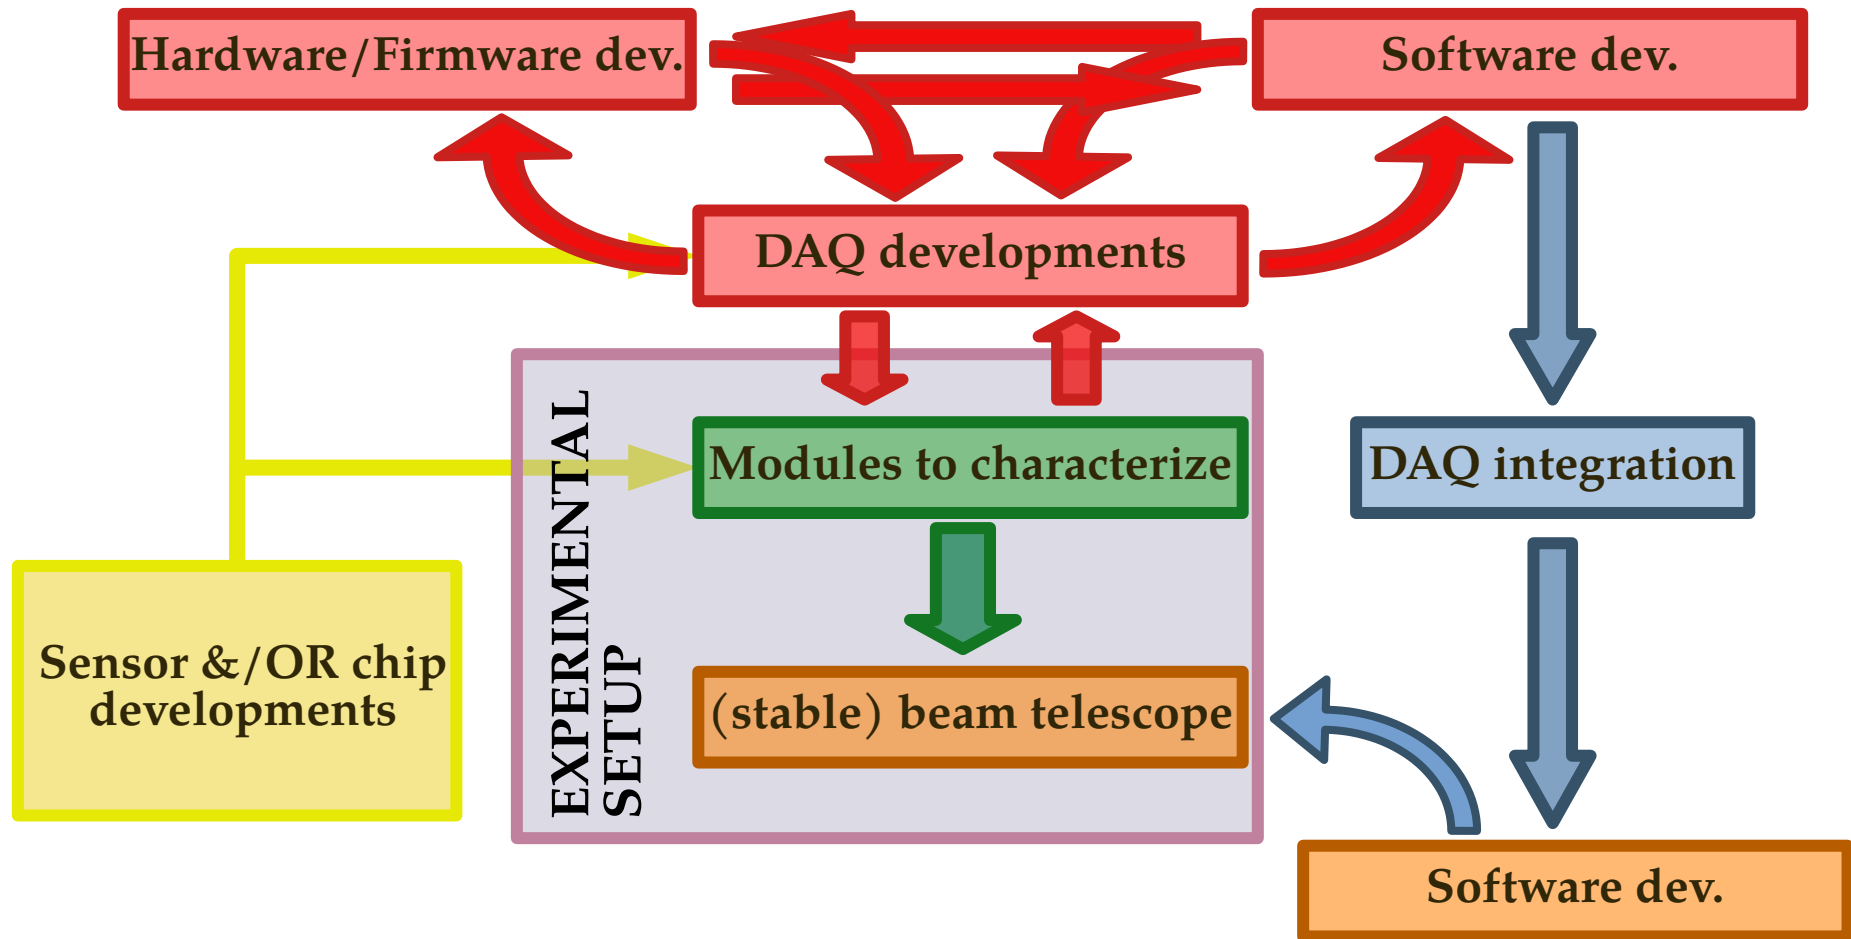 Hardware/Firmware dev.
Software dev.
DAQ developments
EXPERIMENTAL
SETUP
Modules to characterize
DAQ integration
Sensor &/OR chip
developments
(stable) beam telescope
Software dev.